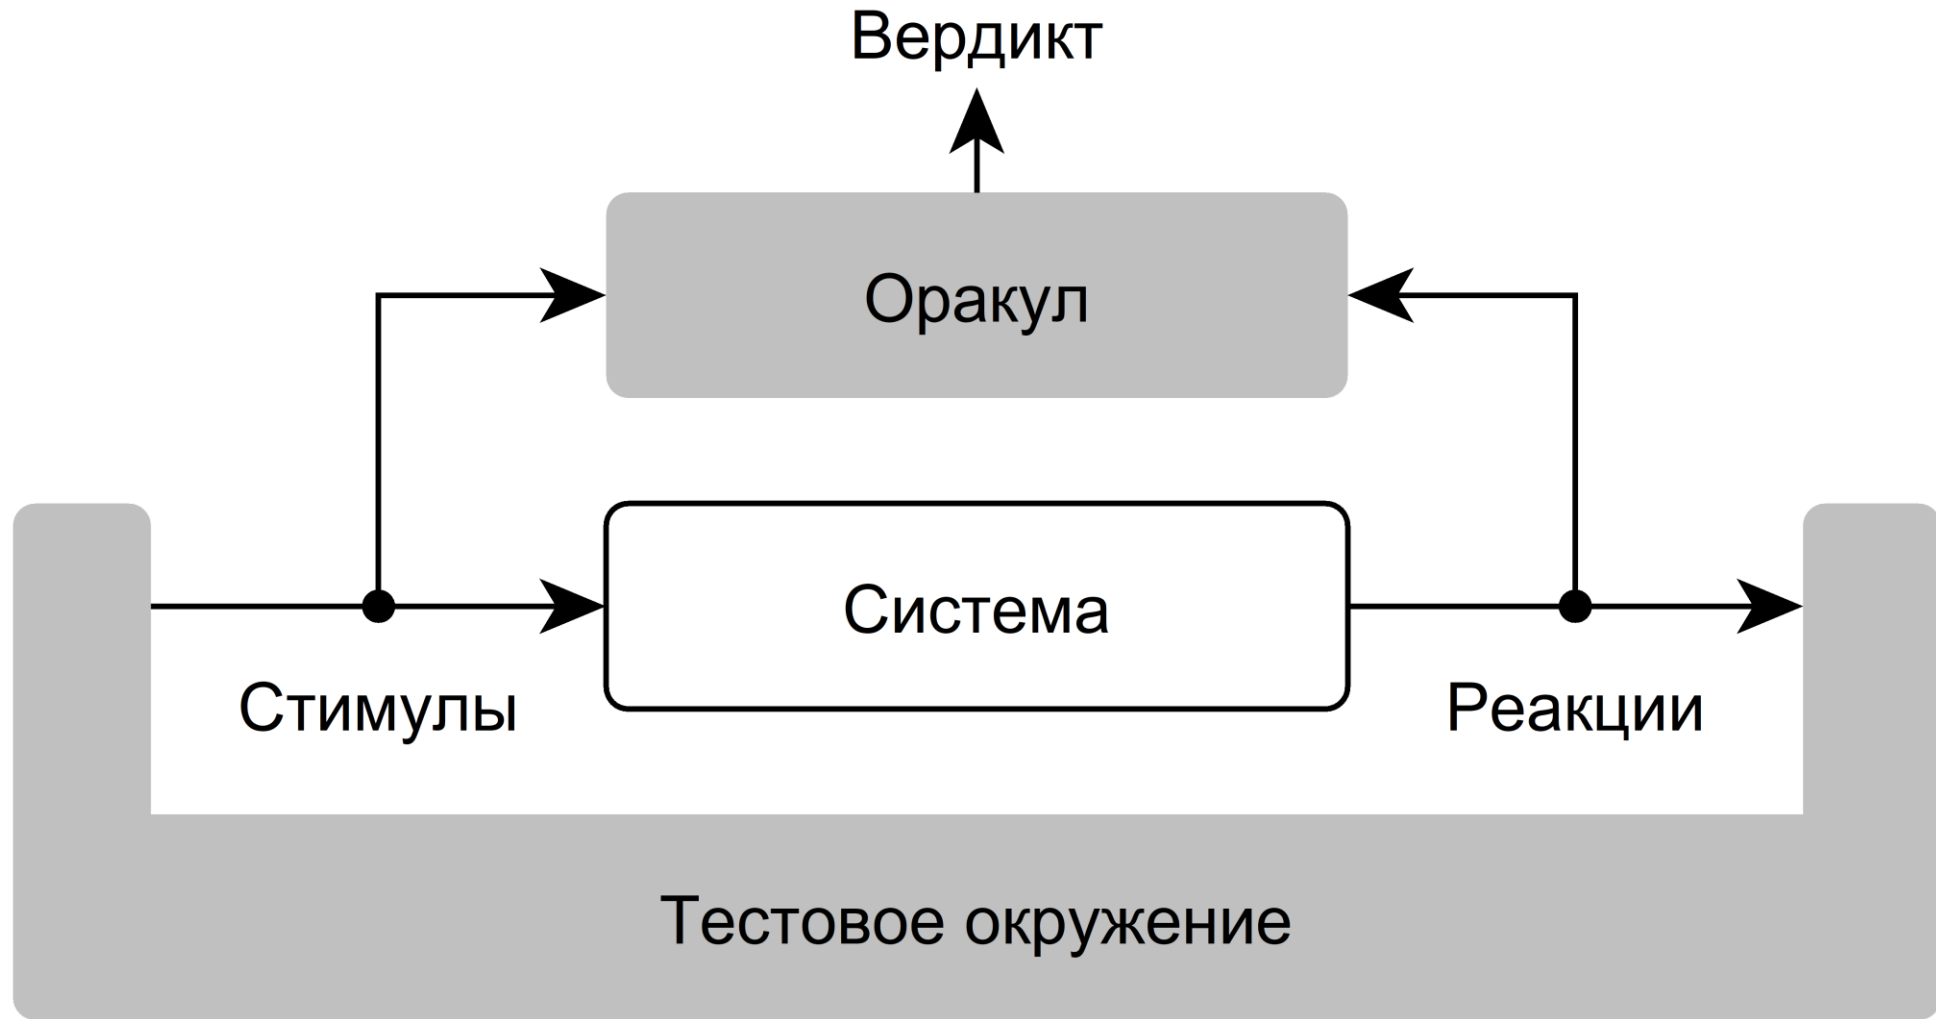 Вердикт
Оракул
Система
Стимулы
Реакции
Тестовое окружение